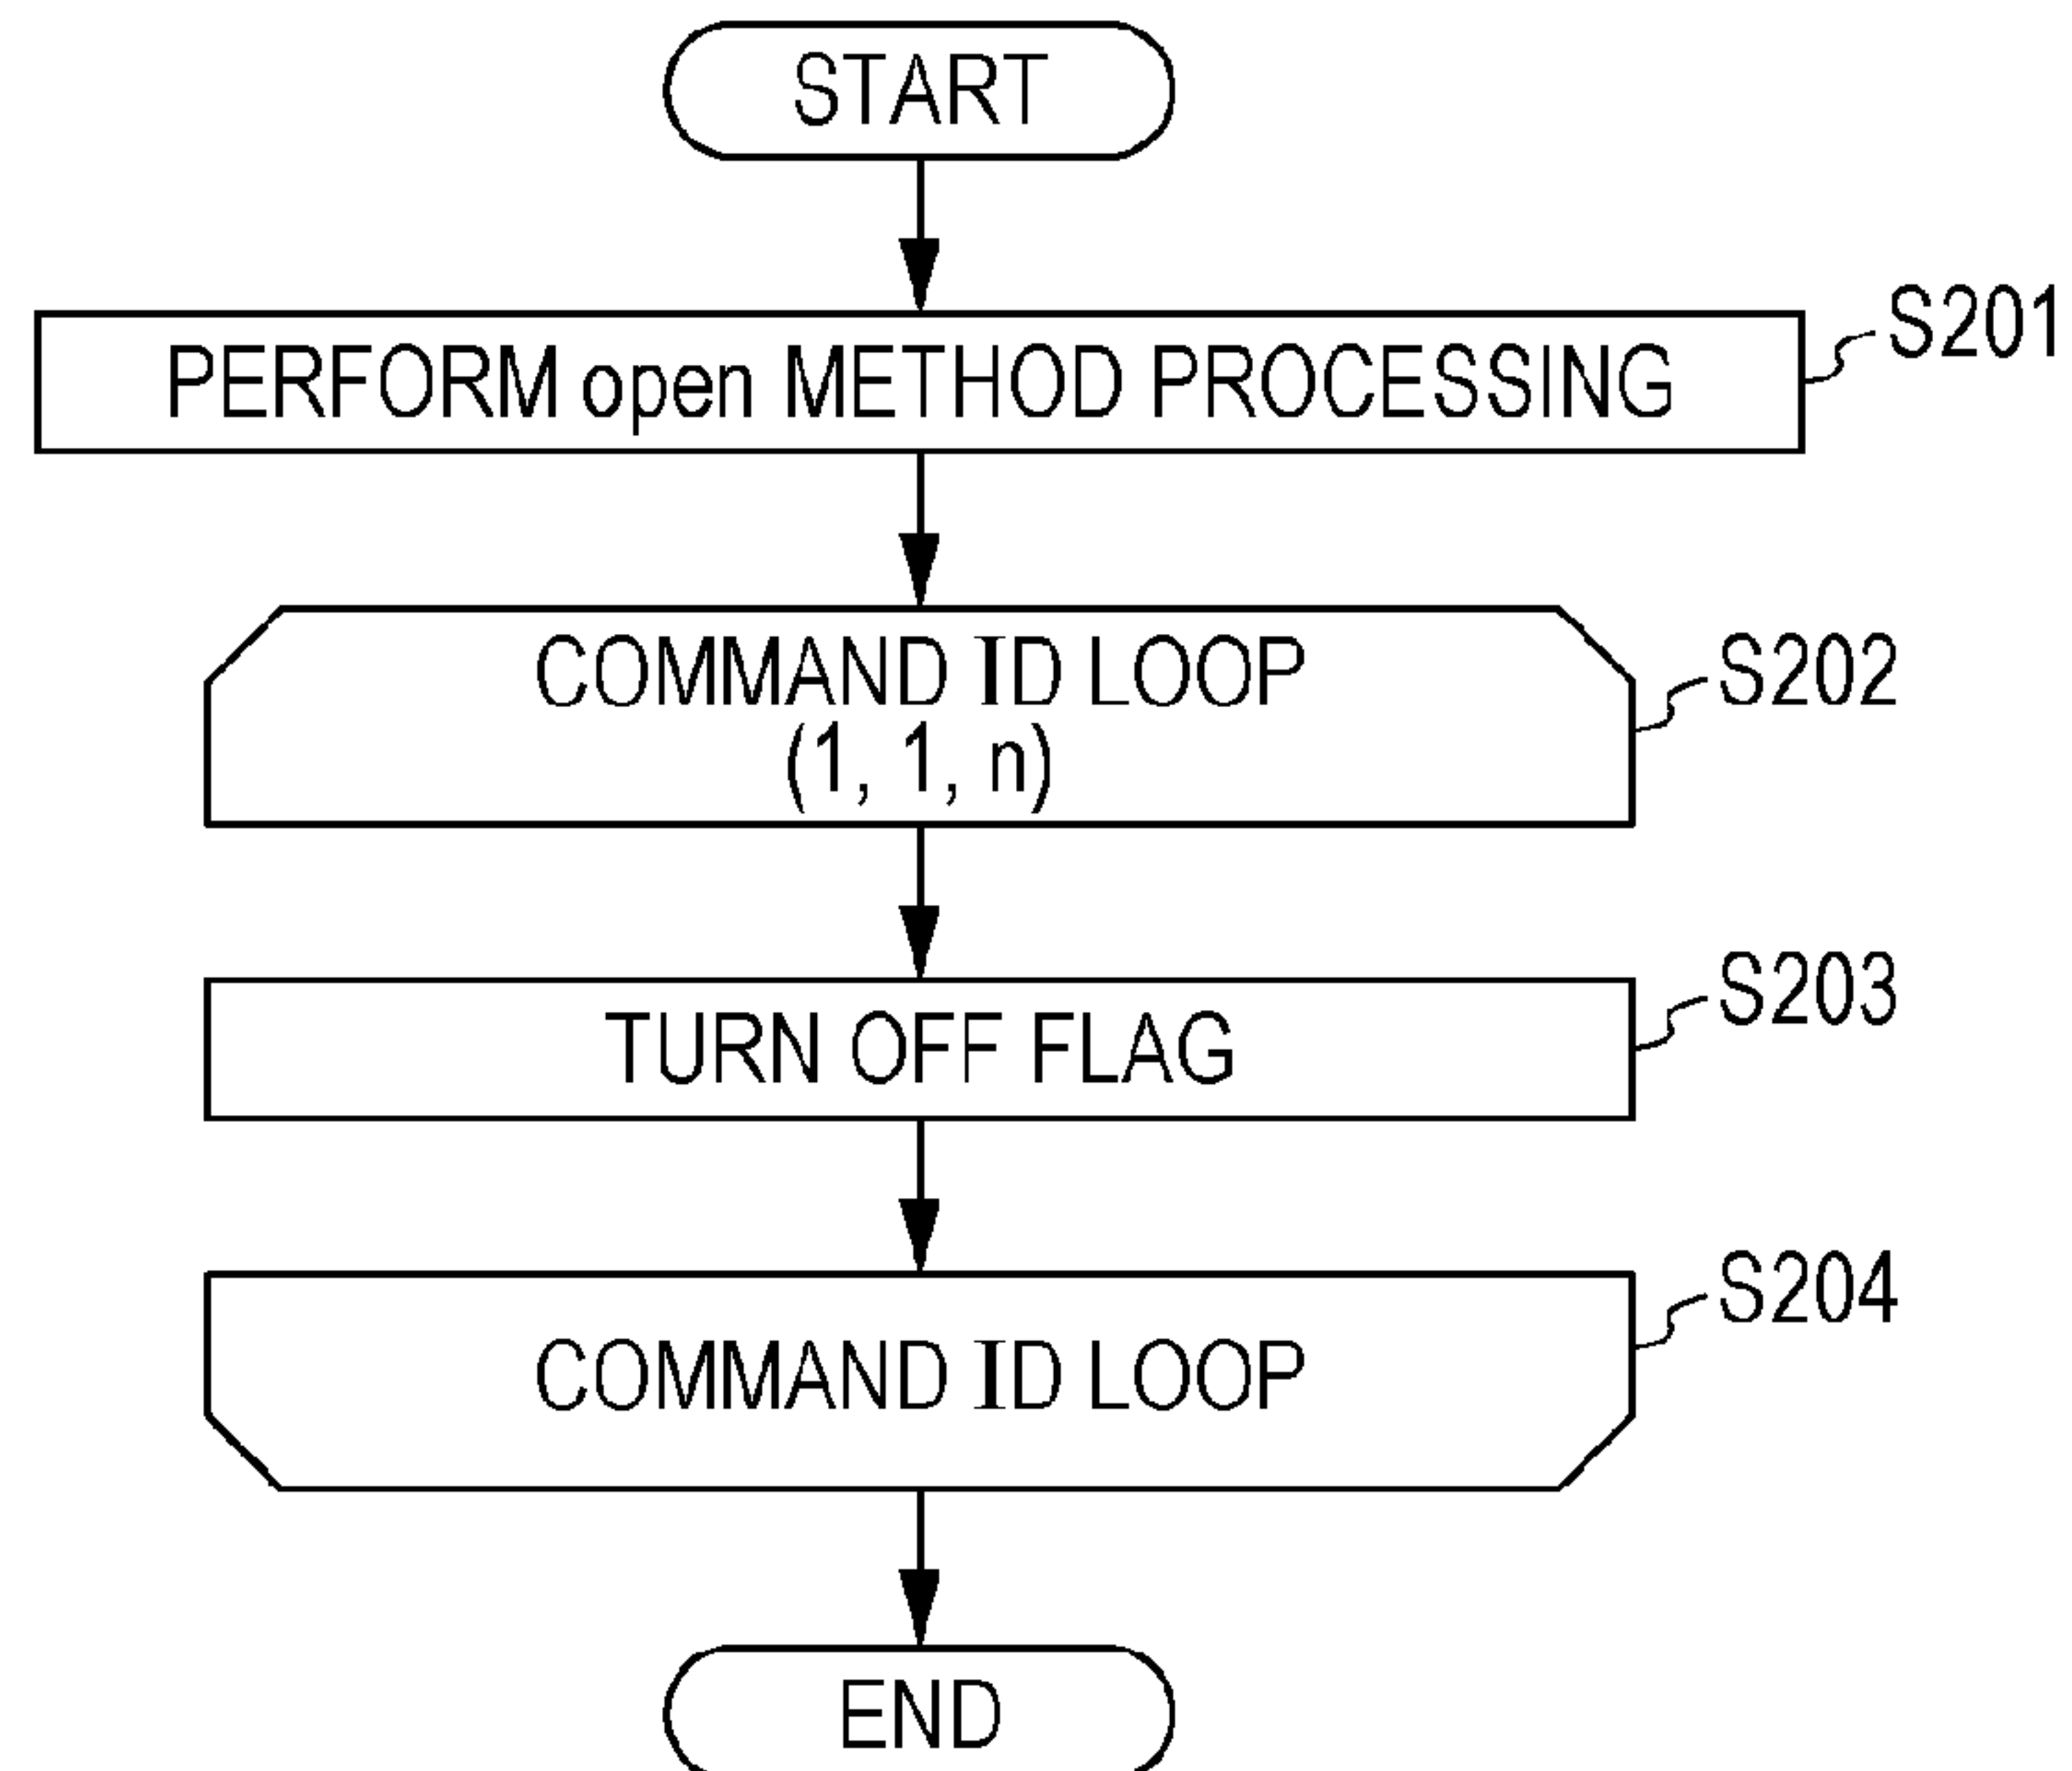 START
PERFORM open METHOD PROCESSING
S201
COMMAND ID LOOP
(1, 1, n)
S202
TURN OFF FLAG
S203
COMMAND ID LOOP
S204
END